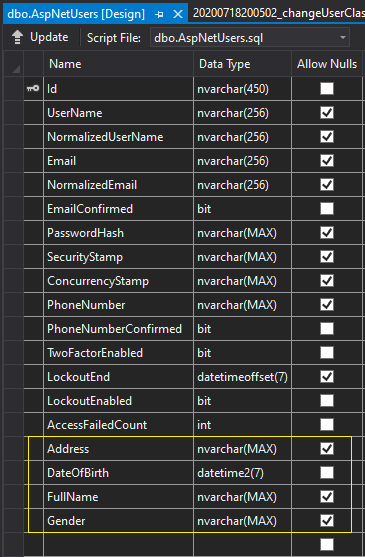 dbo.AspNetUsers [Design] 20200718200502_changeUserClas
Update Script File: dbo.AspNetUsers.sql
Name Data Type Allow Nulls
Id nvarchar(450)
UserName nvarchar(256)
NormalizedUserName nvarchar(256)
Email nvarchar(256)
NormalizedEmail nvarchar(256)
EmailConfirmed bit
PasswordHash nvarchar(MAX)
SecurityStamp nvarchar(MAX)
ConcurrencyStamp nvarchar(MAX)
PhoneNumber nvarchar(MAX)
PhoneNumberConfirmed bit
TwoFactorEnabled bit
LockoutEnd datetimeoffset(7)
LockoutEnabled bit
AccessFailedCount int
Address nvarchar(MAX)
DateOfBirth datetime2(7)
FullName nvarchar(MAX)
Gender nvarchar(MAX)